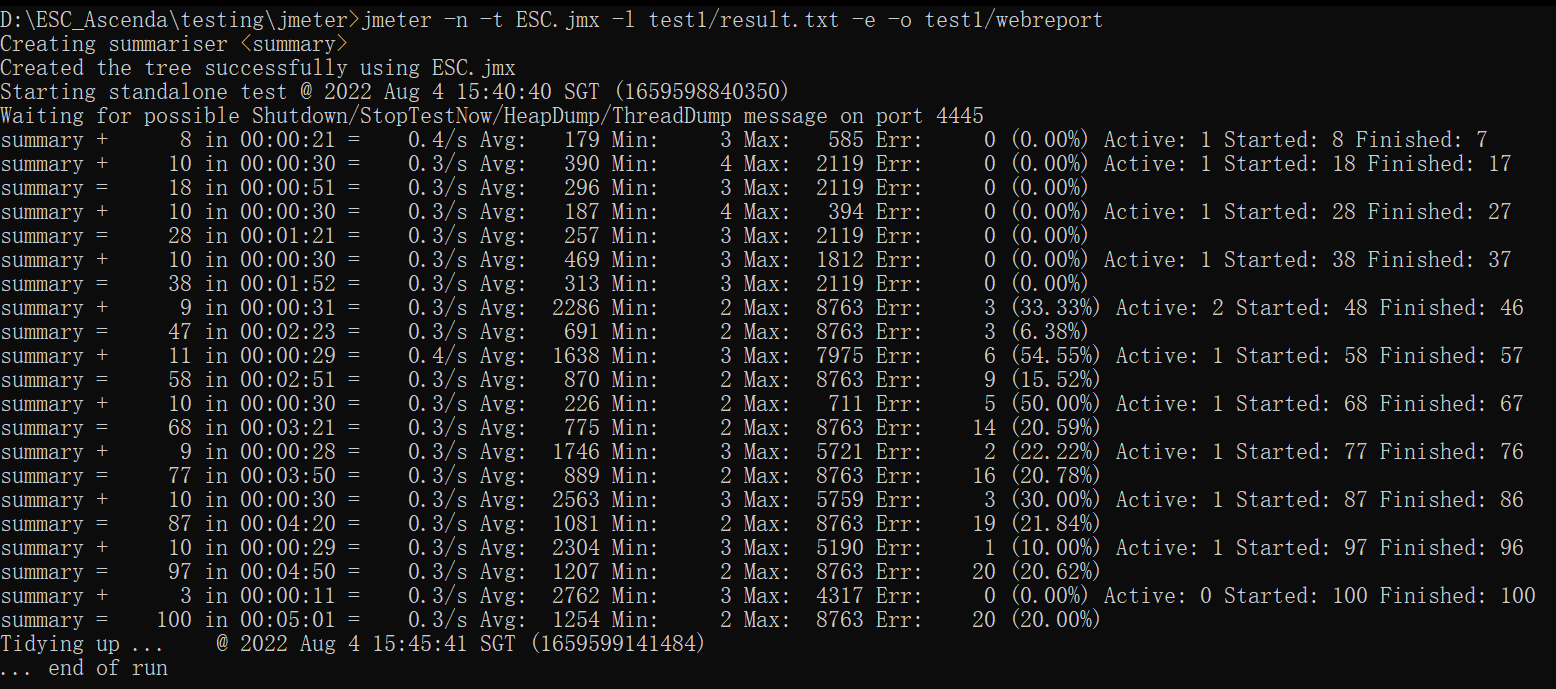 D:\ESC_Ascenda\testing\jmeter>jmeter -n -t ESC.jmx -l test1/result.txt -e -o test1/webreport
Creating summariser <summary>
Created the tree successfully using ESC.jmx
Starting standalone test @ 2022 Aug 4 15:40:40 SGT (1659598840350)
Waiting for possible Shutdown/StopTestNow/HeapDump/ThreadDump message on port 4445
summary +      8 in 00:00:21 =    0.4/s Avg:   179 Min:     3 Max:   585 Err:     0 (0.00%) Active: 1 Started: 8 Finished: 7
summary +     10 in 00:00:30 =    0.3/s Avg:   390 Min:     4 Max:  2119 Err:     0 (0.00%) Active: 1 Started: 18 Finished: 17
summary =     18 in 00:00:51 =    0.3/s Avg:   296 Min:     3 Max:  2119 Err:     0 (0.00%)
summary +     10 in 00:00:30 =    0.3/s Avg:   187 Min:     4 Max:   394 Err:     0 (0.00%) Active: 1 Started: 28 Finished: 27
summary =     28 in 00:01:21 =    0.3/s Avg:   257 Min:     3 Max:  2119 Err:     0 (0.00%)
summary +     10 in 00:00:30 =    0.3/s Avg:   469 Min:     3 Max:  1812 Err:     0 (0.00%) Active: 1 Started: 38 Finished: 37
summary =     38 in 00:01:52 =    0.3/s Avg:   313 Min:     3 Max:  2119 Err:     0 (0.00%)
summary +      9 in 00:00:31 =    0.3/s Avg:  2286 Min:     2 Max:  8763 Err:     3 (33.33%) Active: 2 Started: 48 Finished: 46
summary =     47 in 00:02:23 =    0.3/s Avg:   691 Min:     2 Max:  8763 Err:     3 (6.38%)
summary +     11 in 00:00:29 =    0.4/s Avg:  1638 Min:     3 Max:  7975 Err:     6 (54.55%) Active: 1 Started: 58 Finished: 57
summary =     58 in 00:02:51 =    0.3/s Avg:   870 Min:     2 Max:  8763 Err:     9 (15.52%)
summary +     10 in 00:00:30 =    0.3/s Avg:   226 Min:     2 Max:   711 Err:     5 (50.00%) Active: 1 Started: 68 Finished: 67
summary =     68 in 00:03:21 =    0.3/s Avg:   775 Min:     2 Max:  8763 Err:    14 (20.59%)
summary +      9 in 00:00:28 =    0.3/s Avg:  1746 Min:     3 Max:  5721 Err:     2 (22.22%) Active: 1 Started: 77 Finished: 76
summary =     77 in 00:03:50 =    0.3/s Avg:   889 Min:     2 Max:  8763 Err:    16 (20.78%)
summary +     10 in 00:00:30 =    0.3/s Avg:  2563 Min:     3 Max:  5759 Err:     3 (30.00%) Active: 1 Started: 87 Finished: 86
summary =     87 in 00:04:20 =    0.3/s Avg:  1081 Min:     2 Max:  8763 Err:    19 (21.84%)
summary +     10 in 00:00:29 =    0.3/s Avg:  2304 Min:     3 Max:  5190 Err:     1 (10.00%) Active: 1 Started: 97 Finished: 96
summary =     97 in 00:04:50 =    0.3/s Avg:  1207 Min:     2 Max:  8763 Err:    20 (20.62%)
summary +      3 in 00:00:11 =    0.3/s Avg:  2762 Min:     3 Max:  4317 Err:     0 (0.00%) Active: 0 Started: 100 Finished: 100
summary =    100 in 00:05:01 =    0.3/s Avg:  1254 Min:     2 Max:  8763 Err:    20 (20.00%)
Tidying up ...    @ 2022 Aug 4 15:45:41 SGT (1659599141484)
... end of run